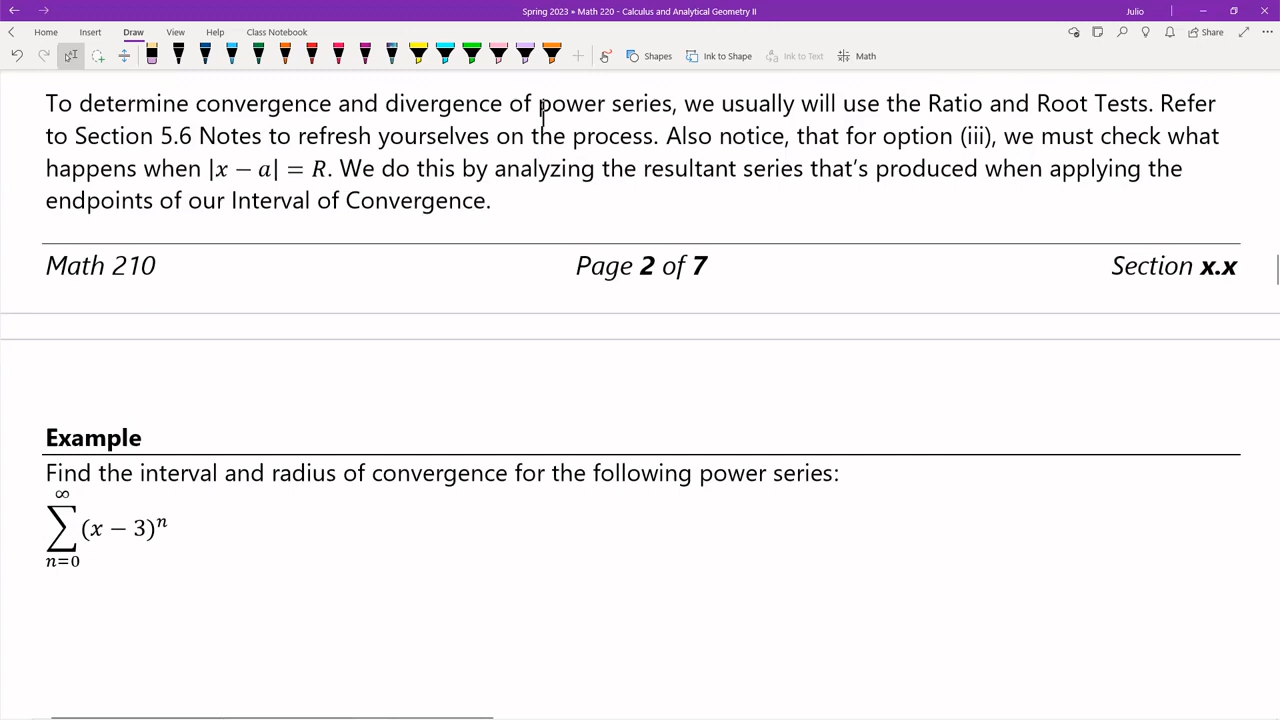 Spring 2023 » Math 220 - Calculus and Analytical Geometry II
Julio
Home Insert Draw View Help Class Notebook
Share
Shapes Ink to Shape Ink to Text Math
To determine convergence and divergence of power series, we usually will use the Ratio and Root Tests. Refer
to Section 5.6 Notes to refresh yourselves on the process. Also notice, that for option (iii), we must check what
happens when |x − a| = R. We do this by analyzing the resultant series that's produced when applying the
endpoints of our Interval of Convergence.
Math 210 Page 2 of 7 Section x.x
Example
Find the interval and radius of convergence for the following power series:
∞
∑(x − 3)ⁿ
n=0